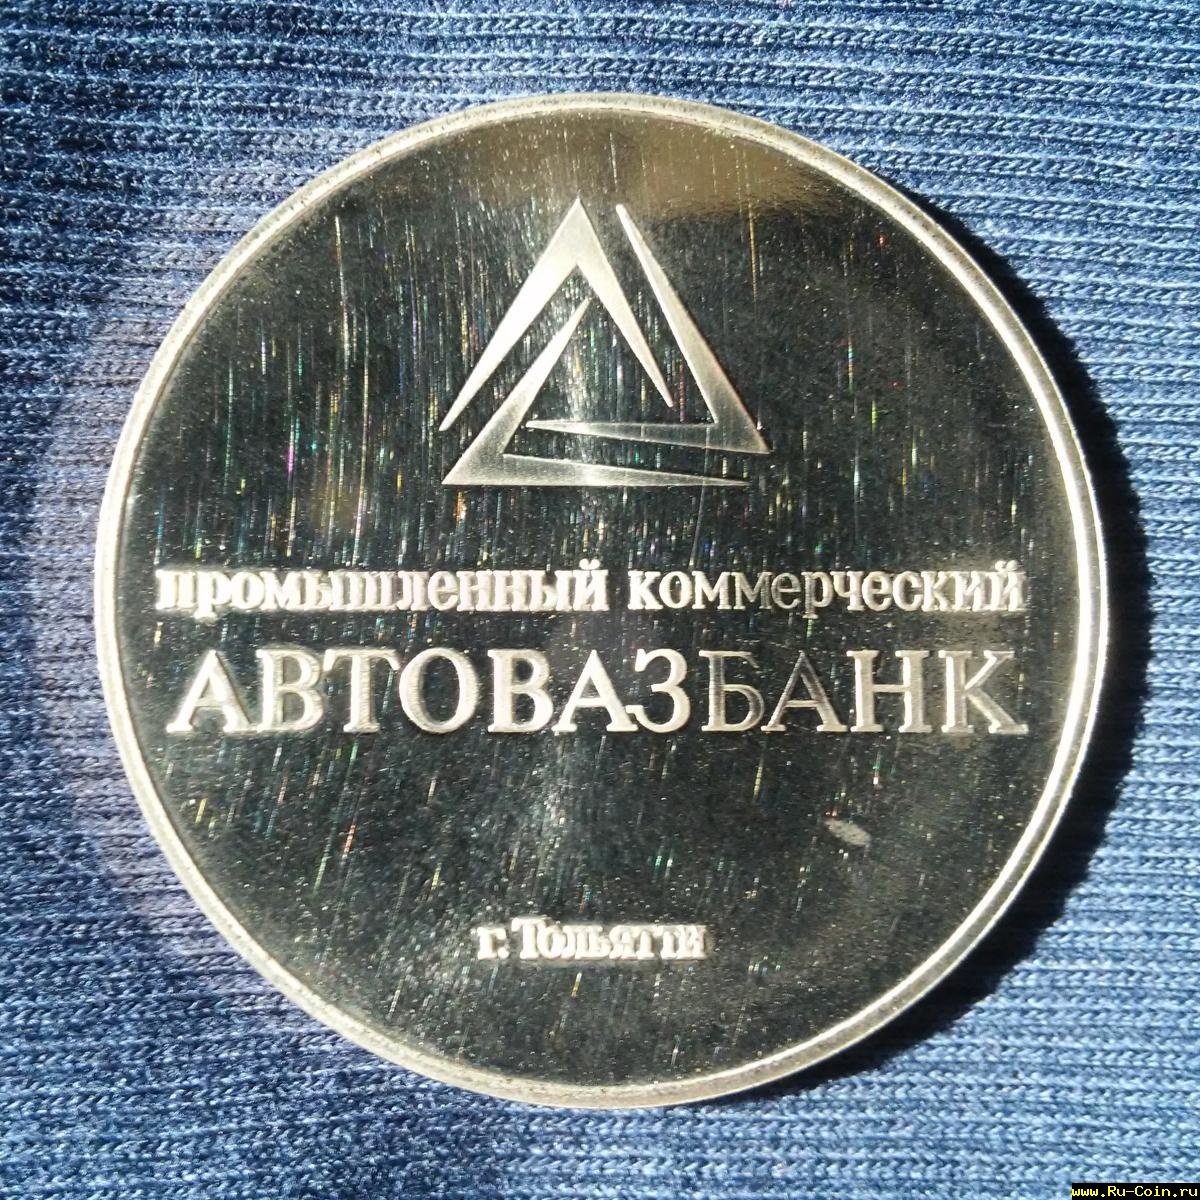 промышленный коммерческий
АВТОВАЗБАНК
г. Тольятти
www.Ru-Coin.ru